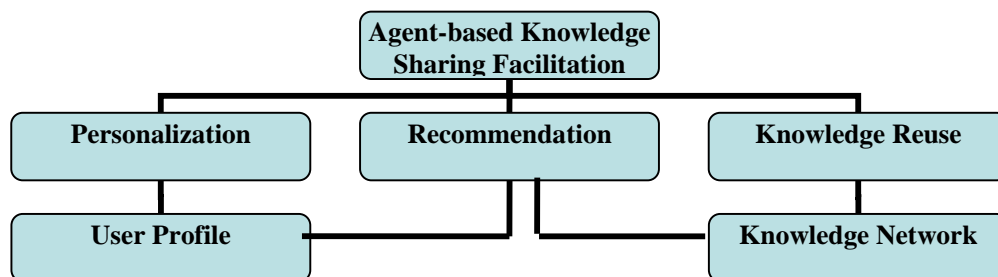 Agent-based Knowledge
Sharing Facilitation
Personalization
Recommendation
Knowledge Reuse
User Profile
Knowledge Network